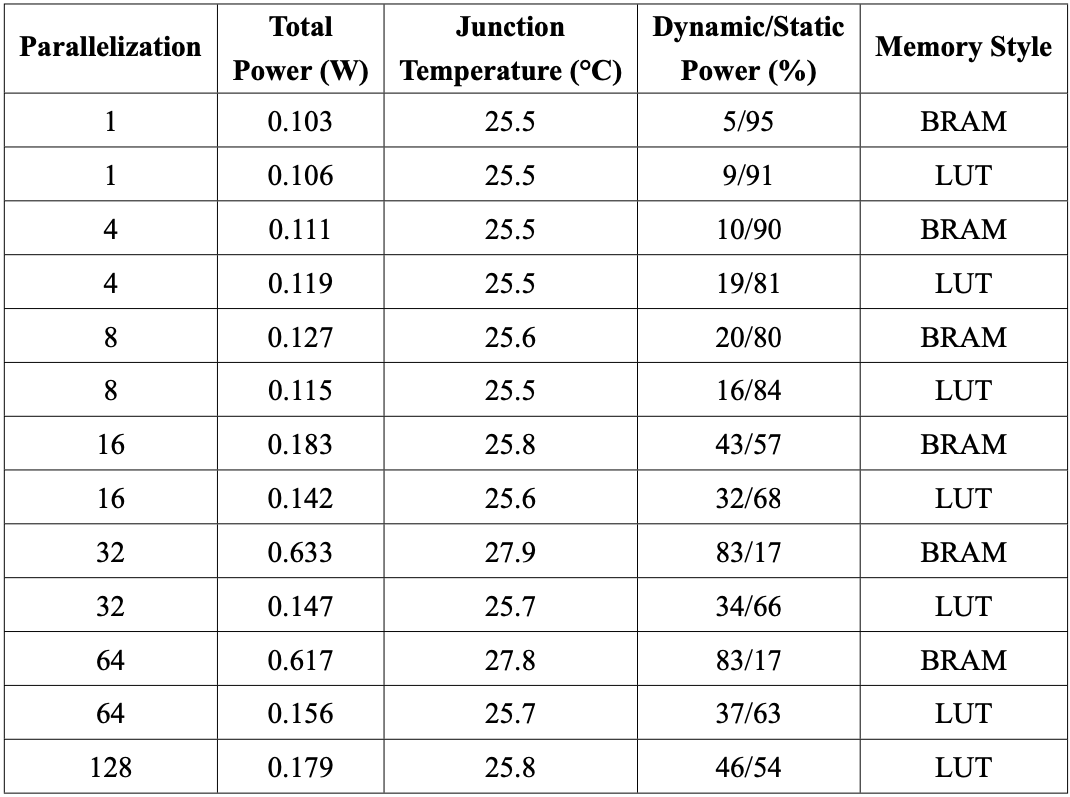 Parallelization Total Power (W) Junction Temperature (°C) Dynamic/Static Power (%) Memory Style
1 0.103 25.5 5/95 BRAM
1 0.106 25.5 9/91 LUT
4 0.111 25.5 10/90 BRAM
4 0.119 25.5 19/81 LUT
8 0.127 25.6 20/80 BRAM
8 0.115 25.5 16/84 LUT
16 0.183 25.8 43/57 BRAM
16 0.142 25.6 32/68 LUT
32 0.633 27.9 83/17 BRAM
32 0.147 25.7 34/66 LUT
64 0.617 27.8 83/17 BRAM
64 0.156 25.7 37/63 LUT
128 0.179 25.8 46/54 LUT